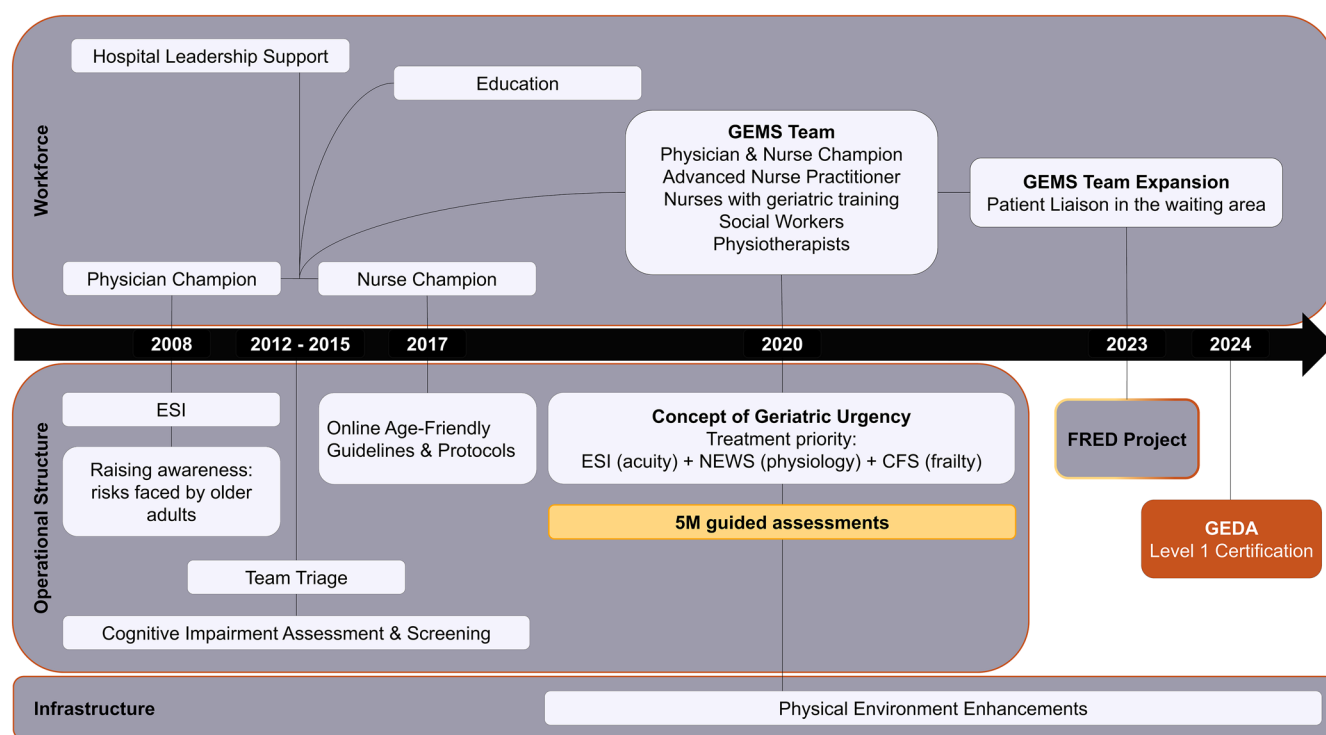 Workforce
Hospital Leadership Support
Education
GEMS Team
Physician & Nurse Champion
Advanced Nurse Practitioner
Nurses with geriatric training
Social Workers
Physiotherapists
GEMS Team Expansion
Patient Liaison in the waiting area
Physician Champion
Nurse Champion
2008
2012 - 2015
2017
2020
2023
2024
Operational Structure
ESI
Raising awareness:
risks faced by older
adults
Online Age-Friendly
Guidelines & Protocols
Concept of Geriatric Urgency
Treatment priority:
ESI (acuity) + NEWS (physiology) + CFS (frailty)
5M guided assessments
FRED Project
GEDA
Level 1 Certification
Team Triage
Cognitive Impairment Assessment & Screening
Infrastructure
Physical Environment Enhancements